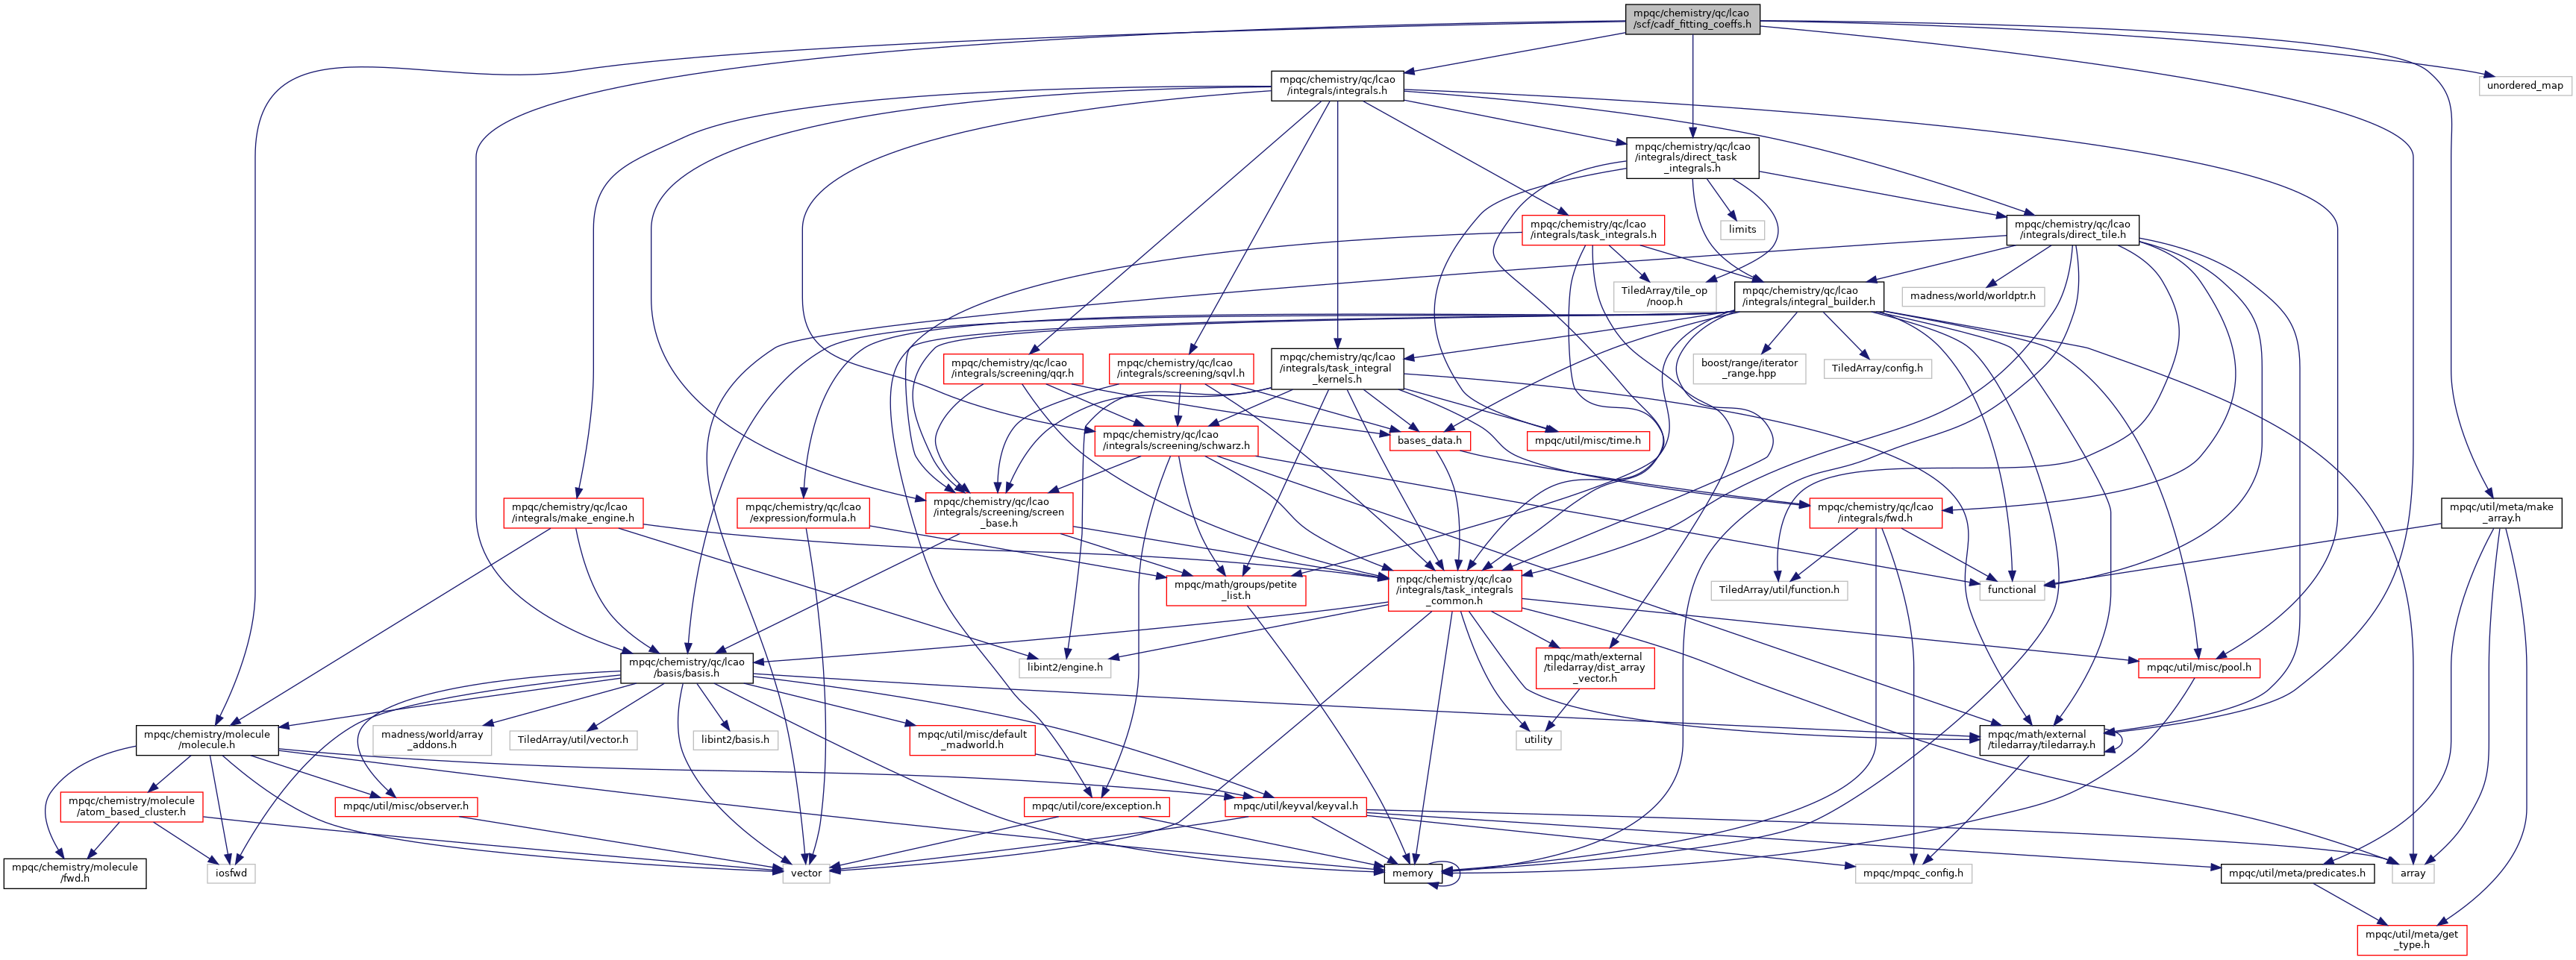 mpqc/chemistry/qc/lcao
/scf/cadf_fitting_coeffs.h
mpqc/chemistry/qc/lcao
/integrals/integrals.h
unordered_map
mpqc/chemistry/qc/lcao
/integrals/direct_task
_integrals.h
mpqc/chemistry/qc/lcao
/integrals/task_integrals.h
limits
mpqc/chemistry/qc/lcao
/integrals/direct_tile.h
TiledArray/tile_op
/noop.h
mpqc/chemistry/qc/lcao
/integrals/integral_builder.h
madness/world/worldptr.h
mpqc/chemistry/qc/lcao
/integrals/screening/qqr.h
mpqc/chemistry/qc/lcao
/integrals/screening/sqvl.h
mpqc/chemistry/qc/lcao
/integrals/task_integral
_kernels.h
boost/range/iterator
_range.hpp
TiledArray/config.h
mpqc/chemistry/qc/lcao
/integrals/screening/schwarz.h
bases_data.h
mpqc/util/misc/time.h
mpqc/chemistry/qc/lcao
/integrals/make_engine.h
mpqc/chemistry/qc/lcao
/expression/formula.h
mpqc/chemistry/qc/lcao
/integrals/screening/screen
_base.h
mpqc/chemistry/qc/lcao
/integrals/fwd.h
mpqc/util/meta/make
_array.h
mpqc/math/groups/petite
_list.h
mpqc/chemistry/qc/lcao
/integrals/task_integrals
_common.h
TiledArray/util/function.h
functional
mpqc/chemistry/qc/lcao
/basis/basis.h
libint2/engine.h
mpqc/math/external
/tiledarray/dist_array
_vector.h
mpqc/util/misc/pool.h
mpqc/chemistry/molecule
/molecule.h
madness/world/array
_addons.h
TiledArray/util/vector.h
libint2/basis.h
mpqc/util/misc/default
_madworld.h
utility
mpqc/math/external
/tiledarray/tiledarray.h
mpqc/chemistry/molecule
/atom_based_cluster.h
mpqc/util/misc/observer.h
mpqc/util/core/exception.h
mpqc/util/keyval/keyval.h
mpqc/chemistry/molecule
/fwd.h
iosfwd
vector
memory
mpqc/mpqc_config.h
mpqc/util/meta/predicates.h
array
mpqc/util/meta/get
_type.h